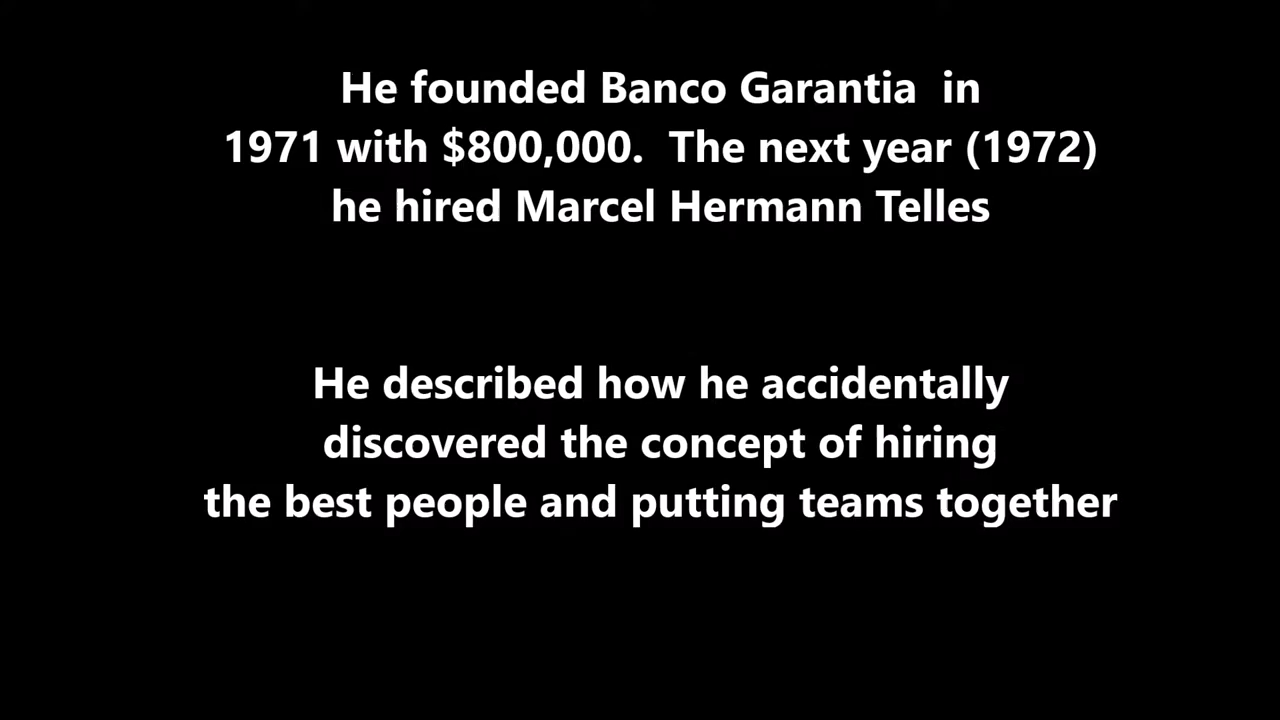 He founded Banco Garantia  in
1971 with $800,000.  The next year (1972)
he hired Marcel Hermann Telles
He described how he accidentally
discovered the concept of hiring
the best people and putting teams together